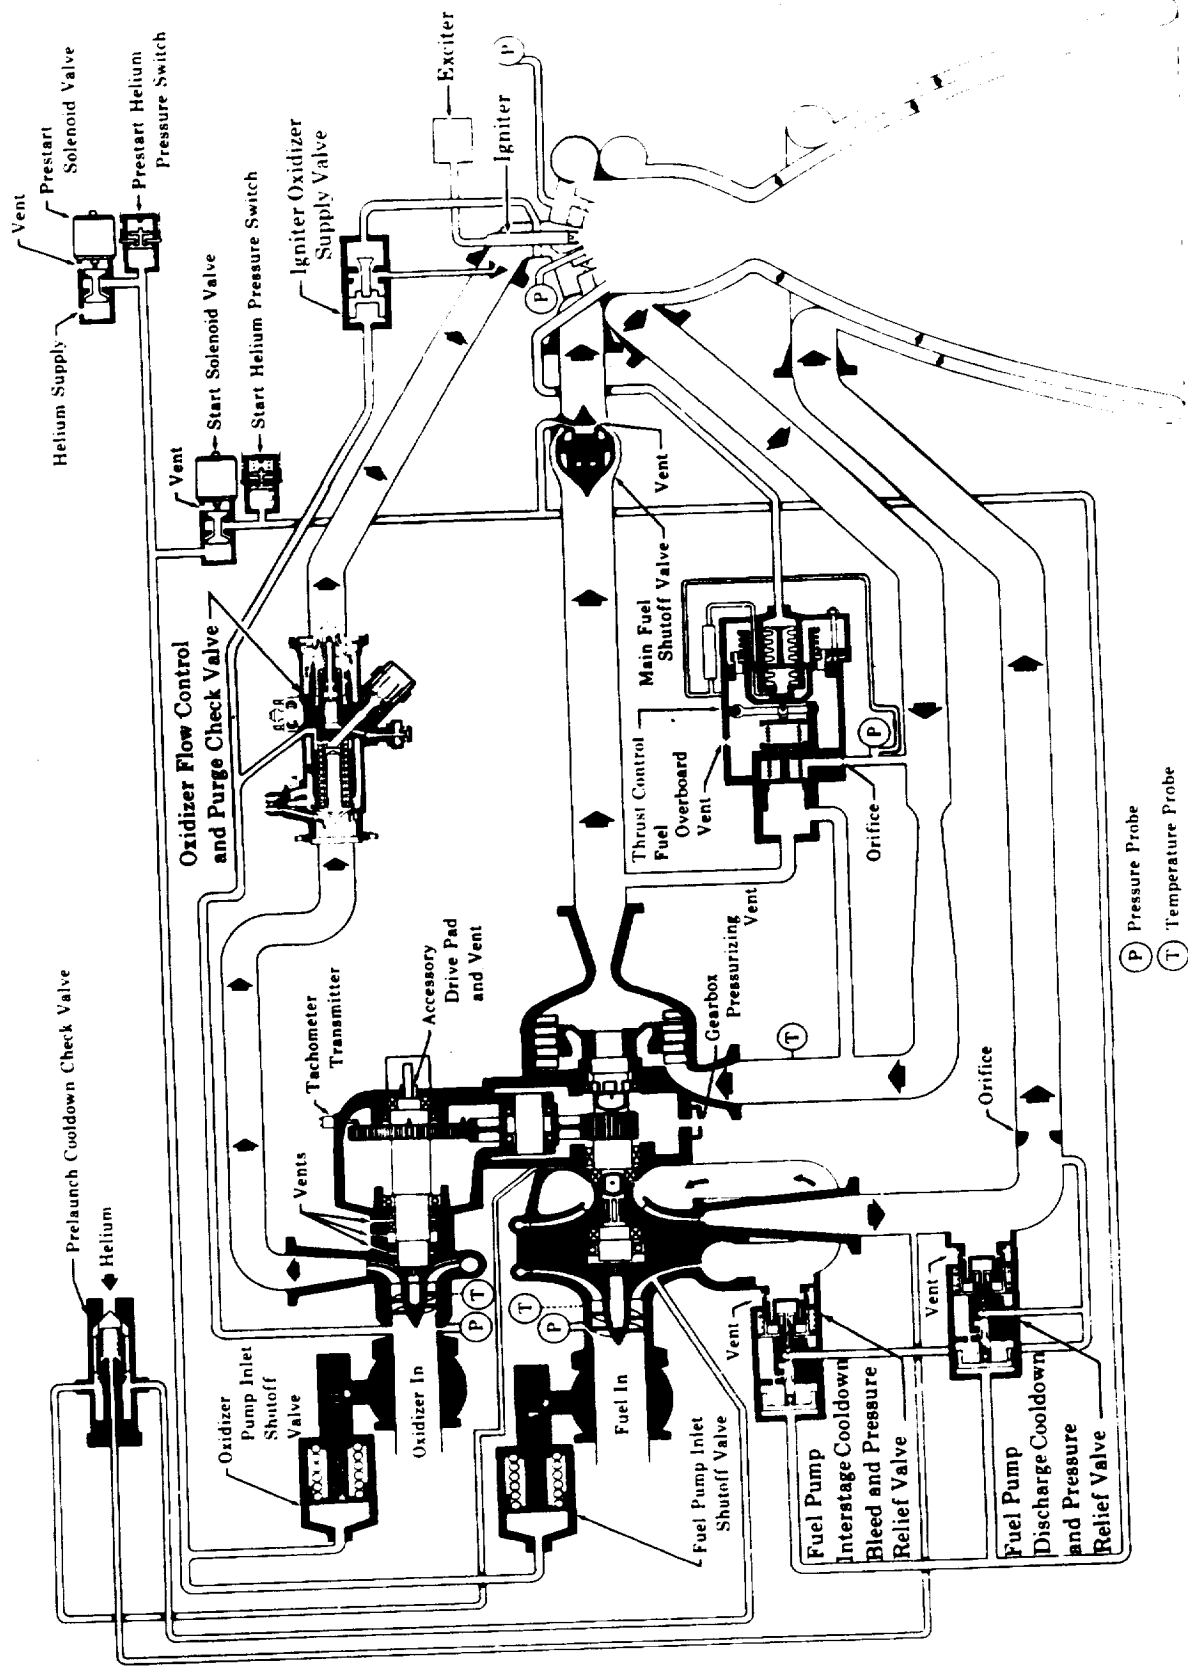 Vent
Prestart
Solenoid Valve
Prestart Helium
Pressure Switch
Helium Supply
Vent
Start Solenoid Valve
Start Helium Pressure Switch
Igniter Oxidizer
Supply Valve
Exciter
Igniter
P
P
Oxidizer Flow Control
and Purge Check Valve
Prelaunch Cooldown Check Valve
Helium
Tachometer
Transmitter
Accessory
Drive Pad
and Vent
Vents
Oxidizer
Pump Inlet
Shutoff
Valve
Oxidizer In
P
T
Fuel In
P
T
Fuel Pump Inlet
Shutoff Valve
Gearbox
Pressurizing
Vent
T
Main Fuel
Shutoff Valve
Vent
Thrust Control
Fuel
Overboard
Vent
P
Orifice
Orifice
Vent
Vent
Fuel Pump
Interstage Cooldown
Bleed and Pressure
Relief Valve
Fuel Pump
Discharge Cooldown
and Pressure
Relief Valve
P Pressure Probe
T Temperature Probe